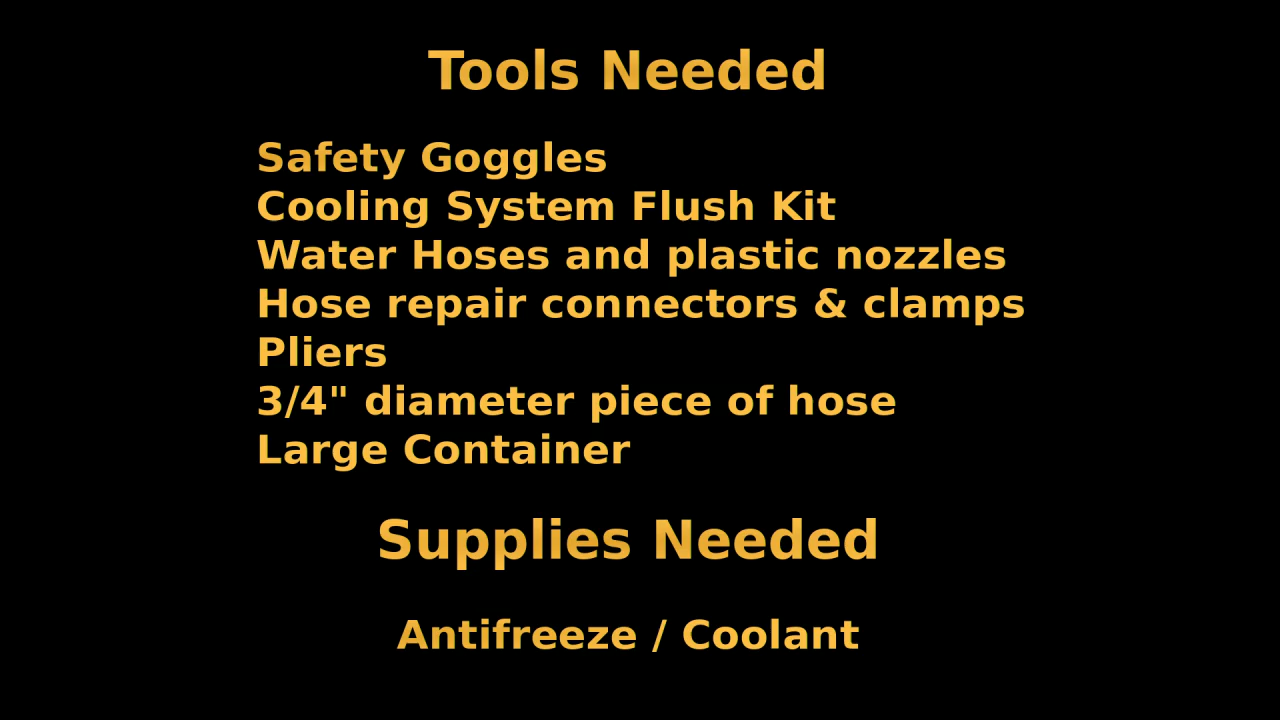 Tools Needed
Safety Goggles
Cooling System Flush Kit
Water Hoses and plastic nozzles
Hose repair connectors & clamps
Pliers
3/4" diameter piece of hose
Large Container
Supplies Needed
Antifreeze / Coolant